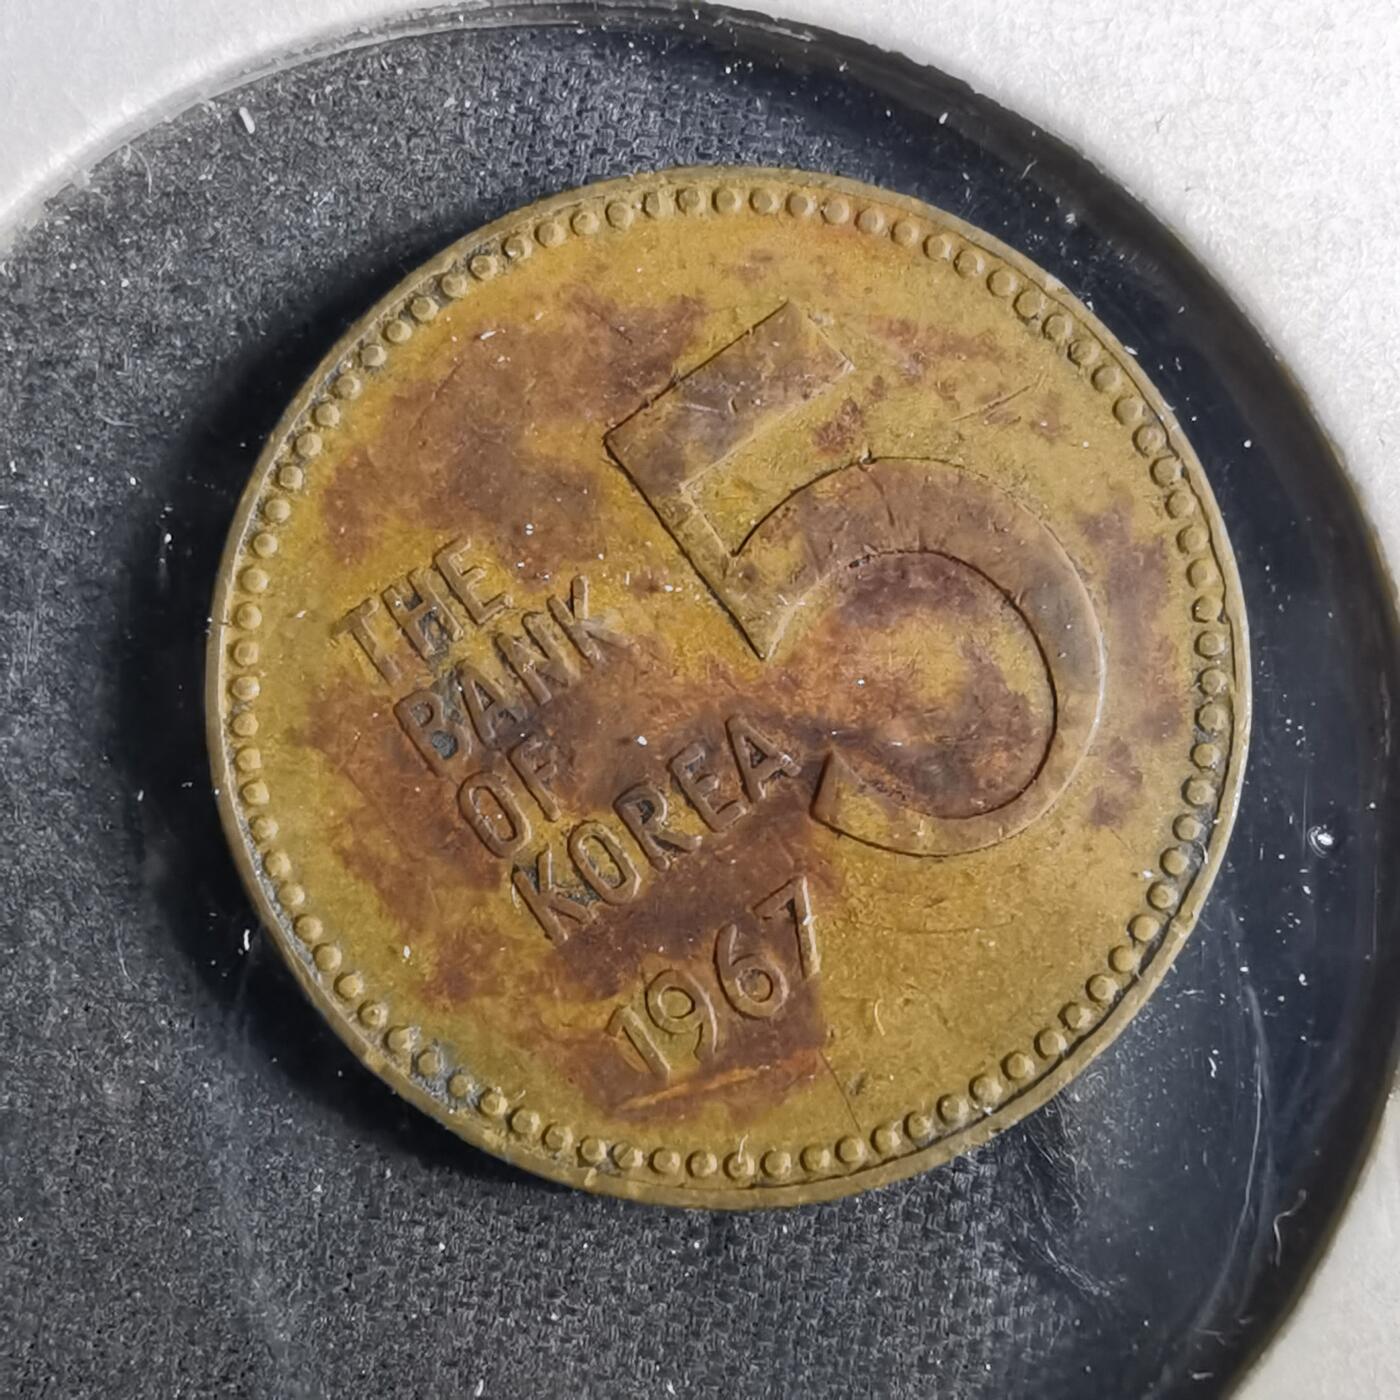 5
THE
BANK
OF
KOREA
1967